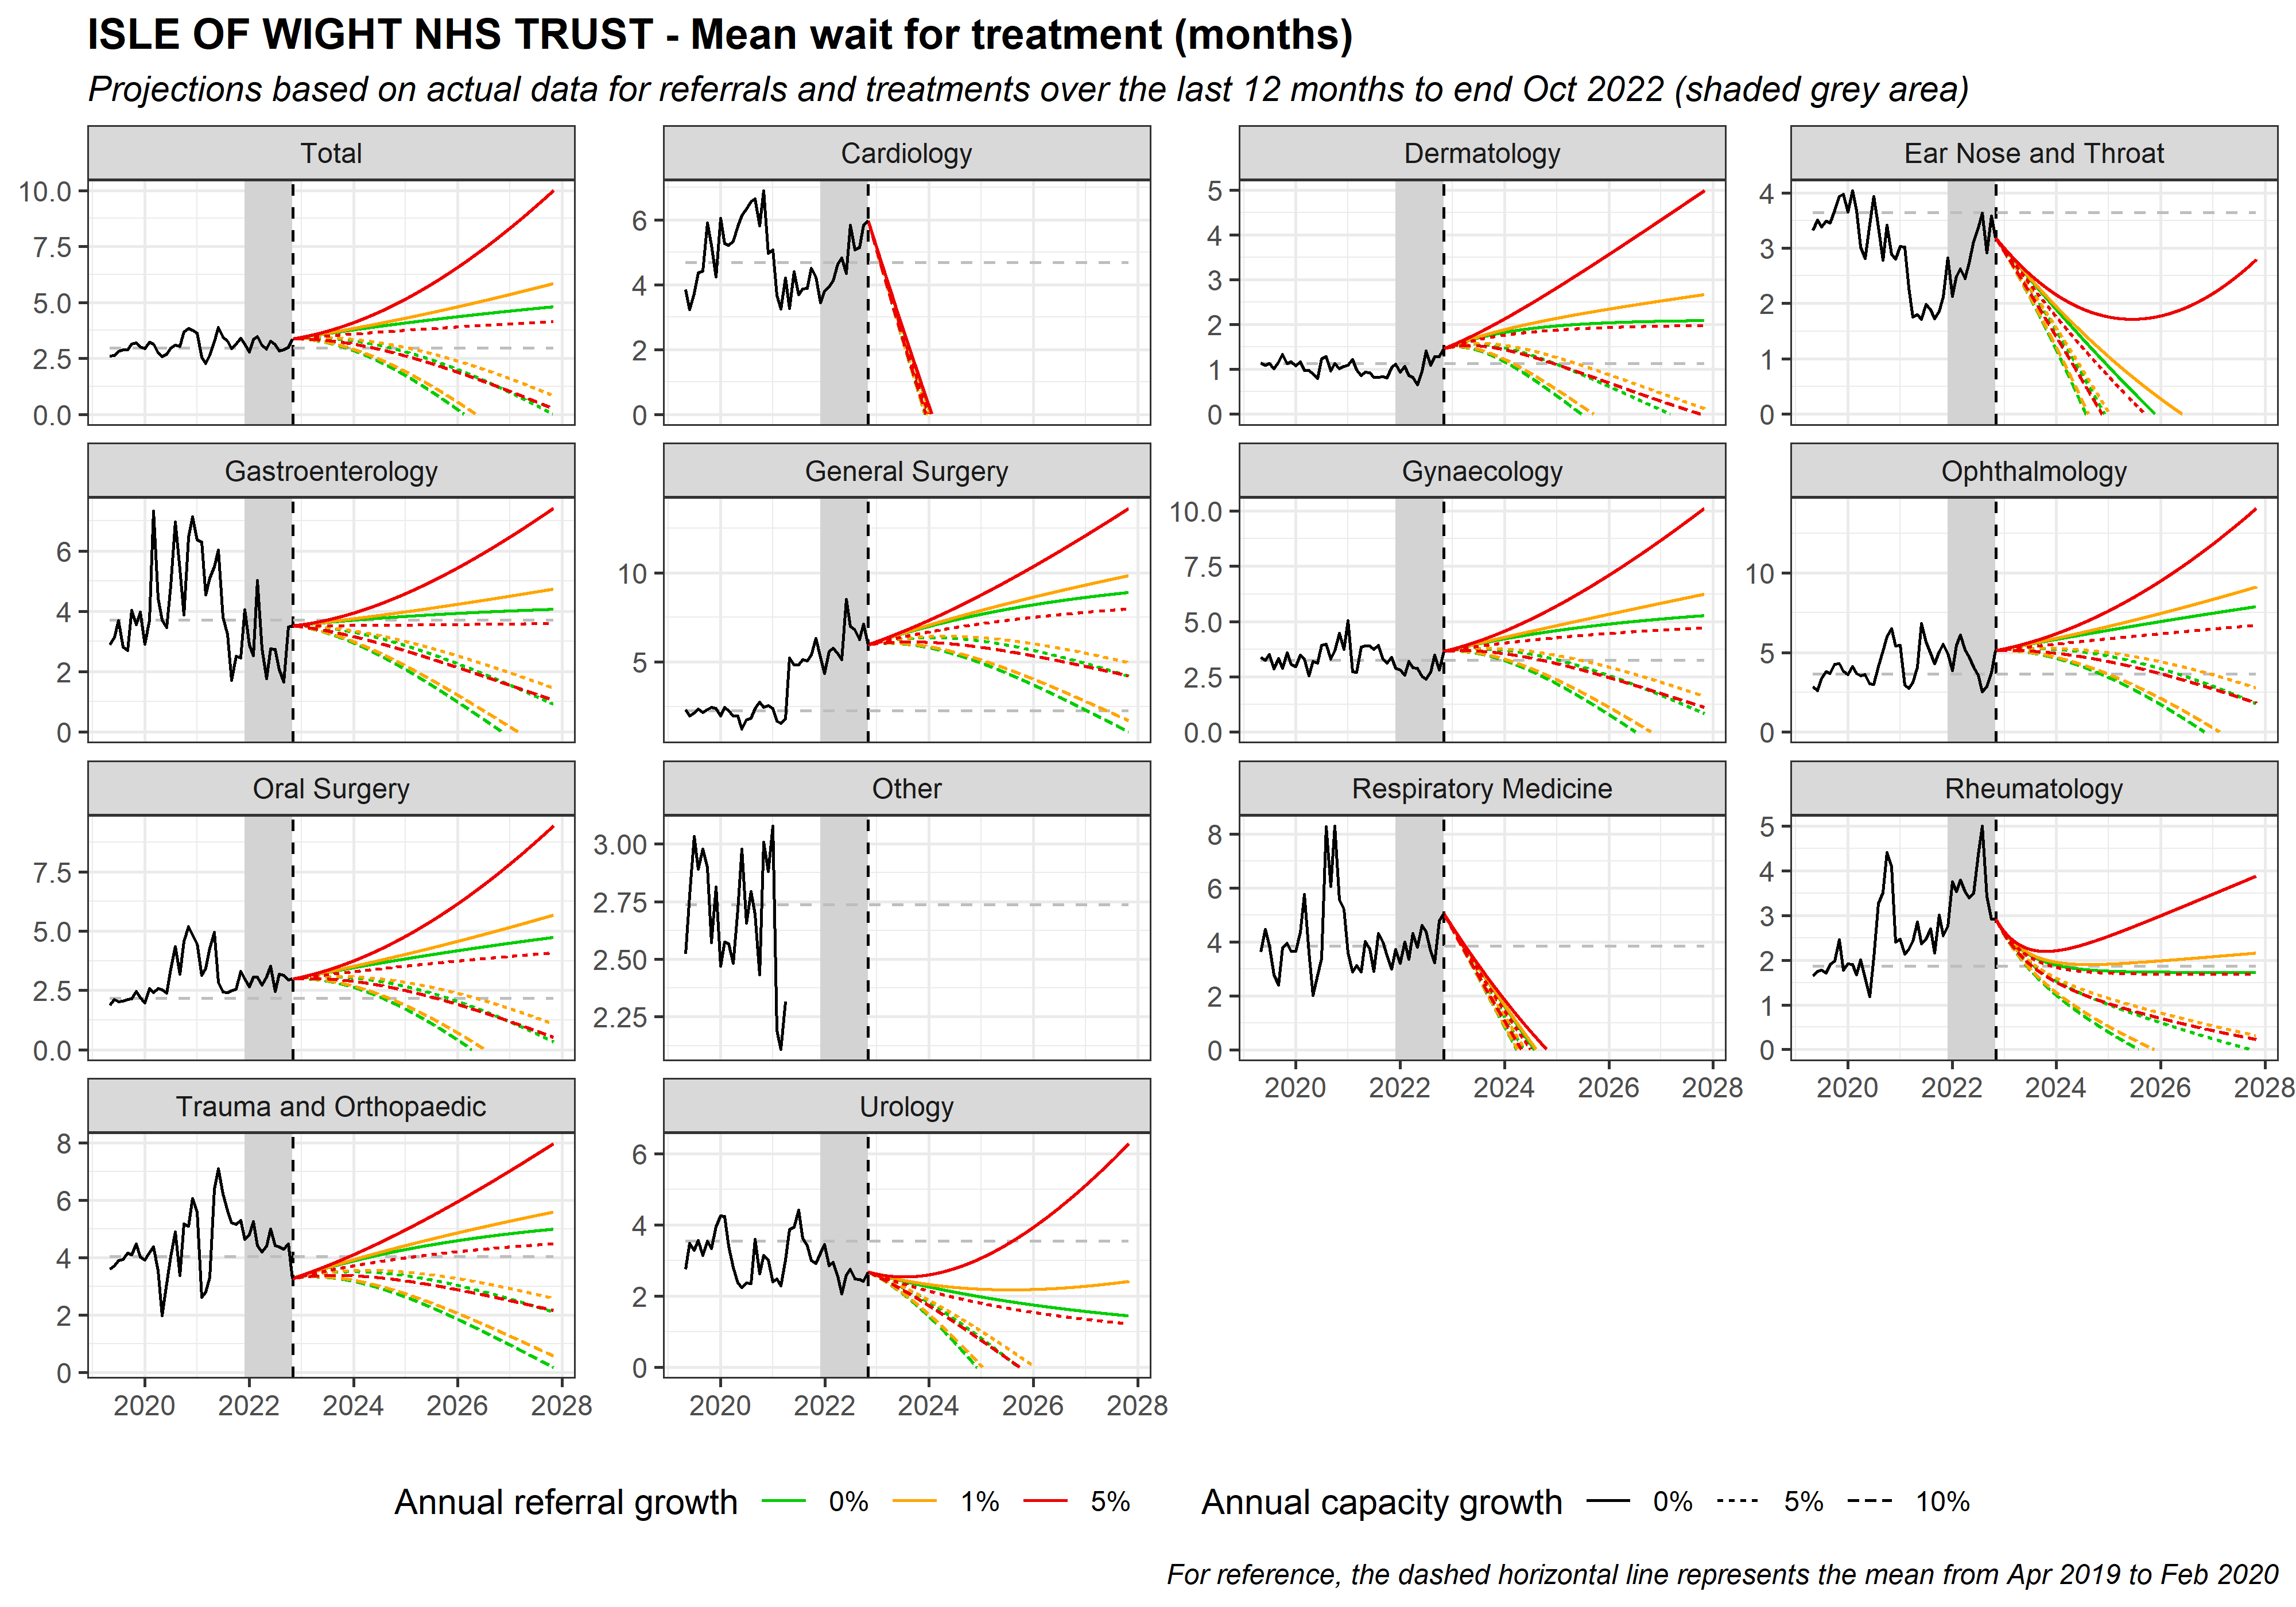 ISLE OF WIGHT NHS TRUST - Mean wait for treatment (months)
Projections based on actual data for referrals and treatments over the last 12 months to end Oct 2022 (shaded grey area)
Total
10.0
7.5
5.0
2.5
0.0
Cardiology
6
4
2
0
Dermatology
5
4
3
2
1
0
Ear Nose and Throat
4
3
2
1
0
Gastroenterology
6
4
2
0
General Surgery
10
5
Gynaecology
10.0
7.5
5.0
2.5
0.0
Ophthalmology
10
5
0
Oral Surgery
7.5
5.0
2.5
0.0
Other
3.00
2.75
2.50
2.25
Respiratory Medicine
8
6
4
2
0
2020 2022 2024 2026 2028
Rheumatology
5
4
3
2
1
0
2020 2022 2024 2026 2028
Trauma and Orthopaedic
8
6
4
2
0
2020 2022 2024 2026 2028
Urology
6
4
2
0
2020 2022 2024 2026 2028
Annual referral growth 0% 1% 5% Annual capacity growth 0% 5% 10%
For reference, the dashed horizontal line represents the mean from Apr 2019 to Feb 2020